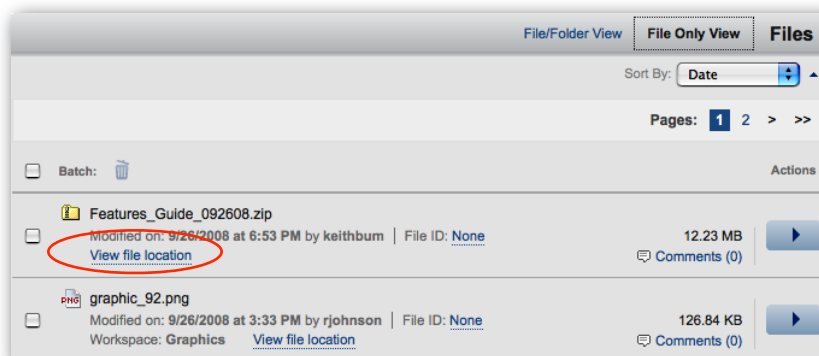 File/Folder View File Only View Files
Sort By: Date
Pages: 1 2 > >>
Batch: Actions
Features_Guide_092608.zip
Modified on: 9/26/2008 at 6:53 PM by keithbum | File ID: None 12.23 MB
View file location Comments (0)
PNG graphic_92.png
Modified on: 9/26/2008 at 3:33 PM by rjohnson | File ID: None 126.84 KB
Workspace: Graphics View file location Comments (0)